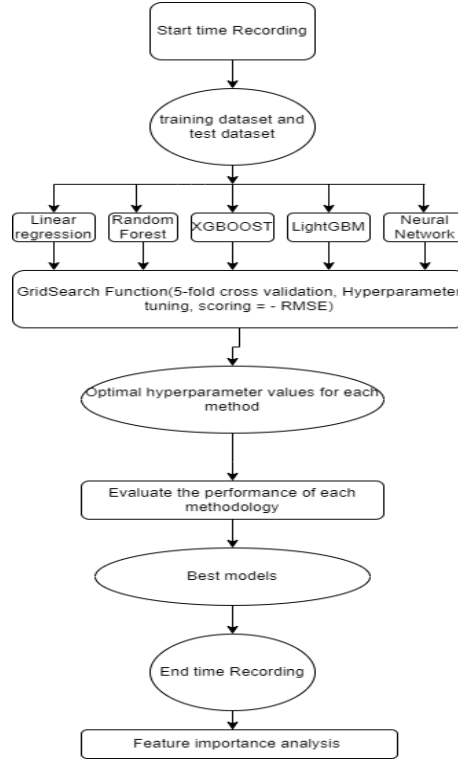 Start time Recording
training dataset and
test dataset
Linear
regression
Random
Forest
XGBOOST
LightGBM
Neural
Network
GridSearch Function(5-fold cross validation, Hyperparameter
tuning, scoring = - RMSE)
Optimal hyperparameter values for each
method
Evaluate the performance of each
methodology
Best models
End time Recording
Feature importance analysis